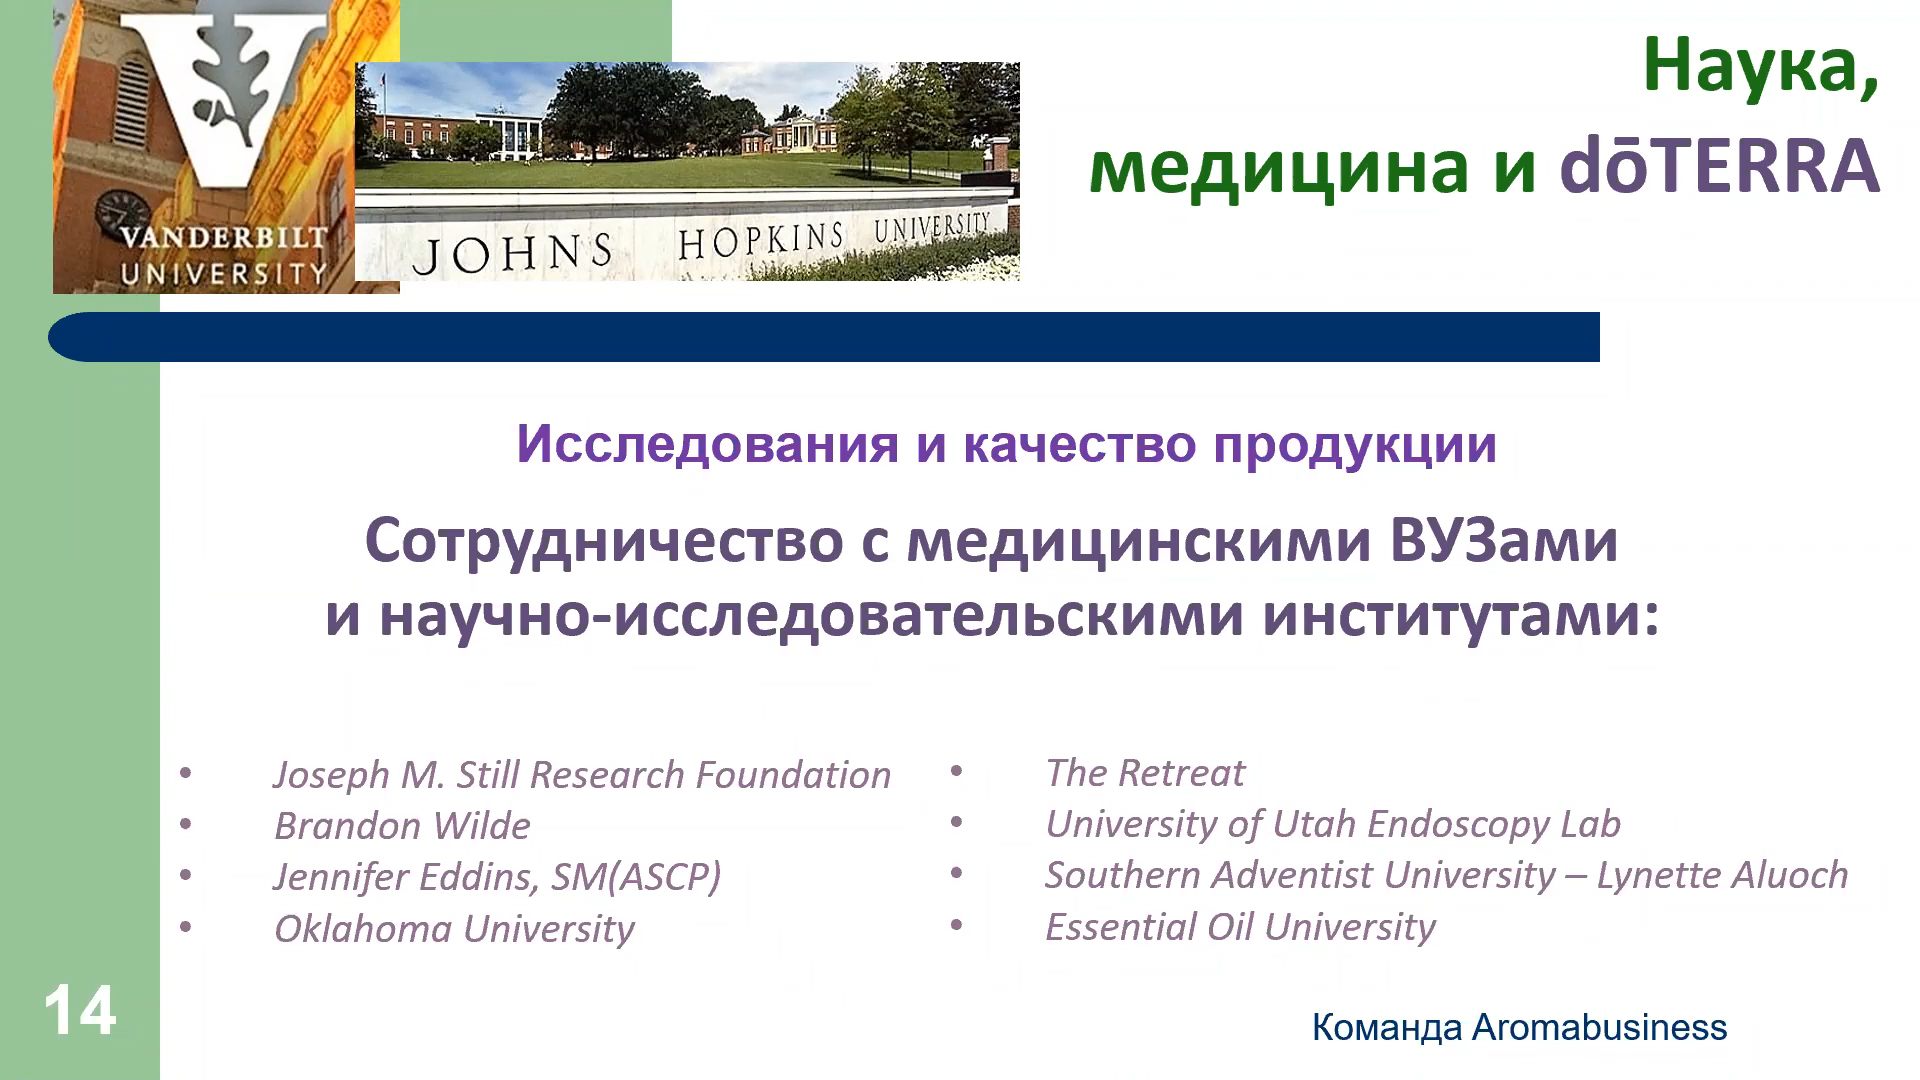 VANDERBILT
UNIVERSITY
JOHNS HOPKINS UNIVERSITY
Наука,
медицина и dōTERRA
Исследования и качество продукции
Сотрудничество с медицинскими ВУЗами
и научно-исследовательскими институтами:
• Joseph M. Still Research Foundation
• Brandon Wilde
• Jennifer Eddins, SM(ASCP)
• Oklahoma University
• The Retreat
• University of Utah Endoscopy Lab
• Southern Adventist University – Lynette Aluoch
• Essential Oil University
14
Команда Aromabusiness